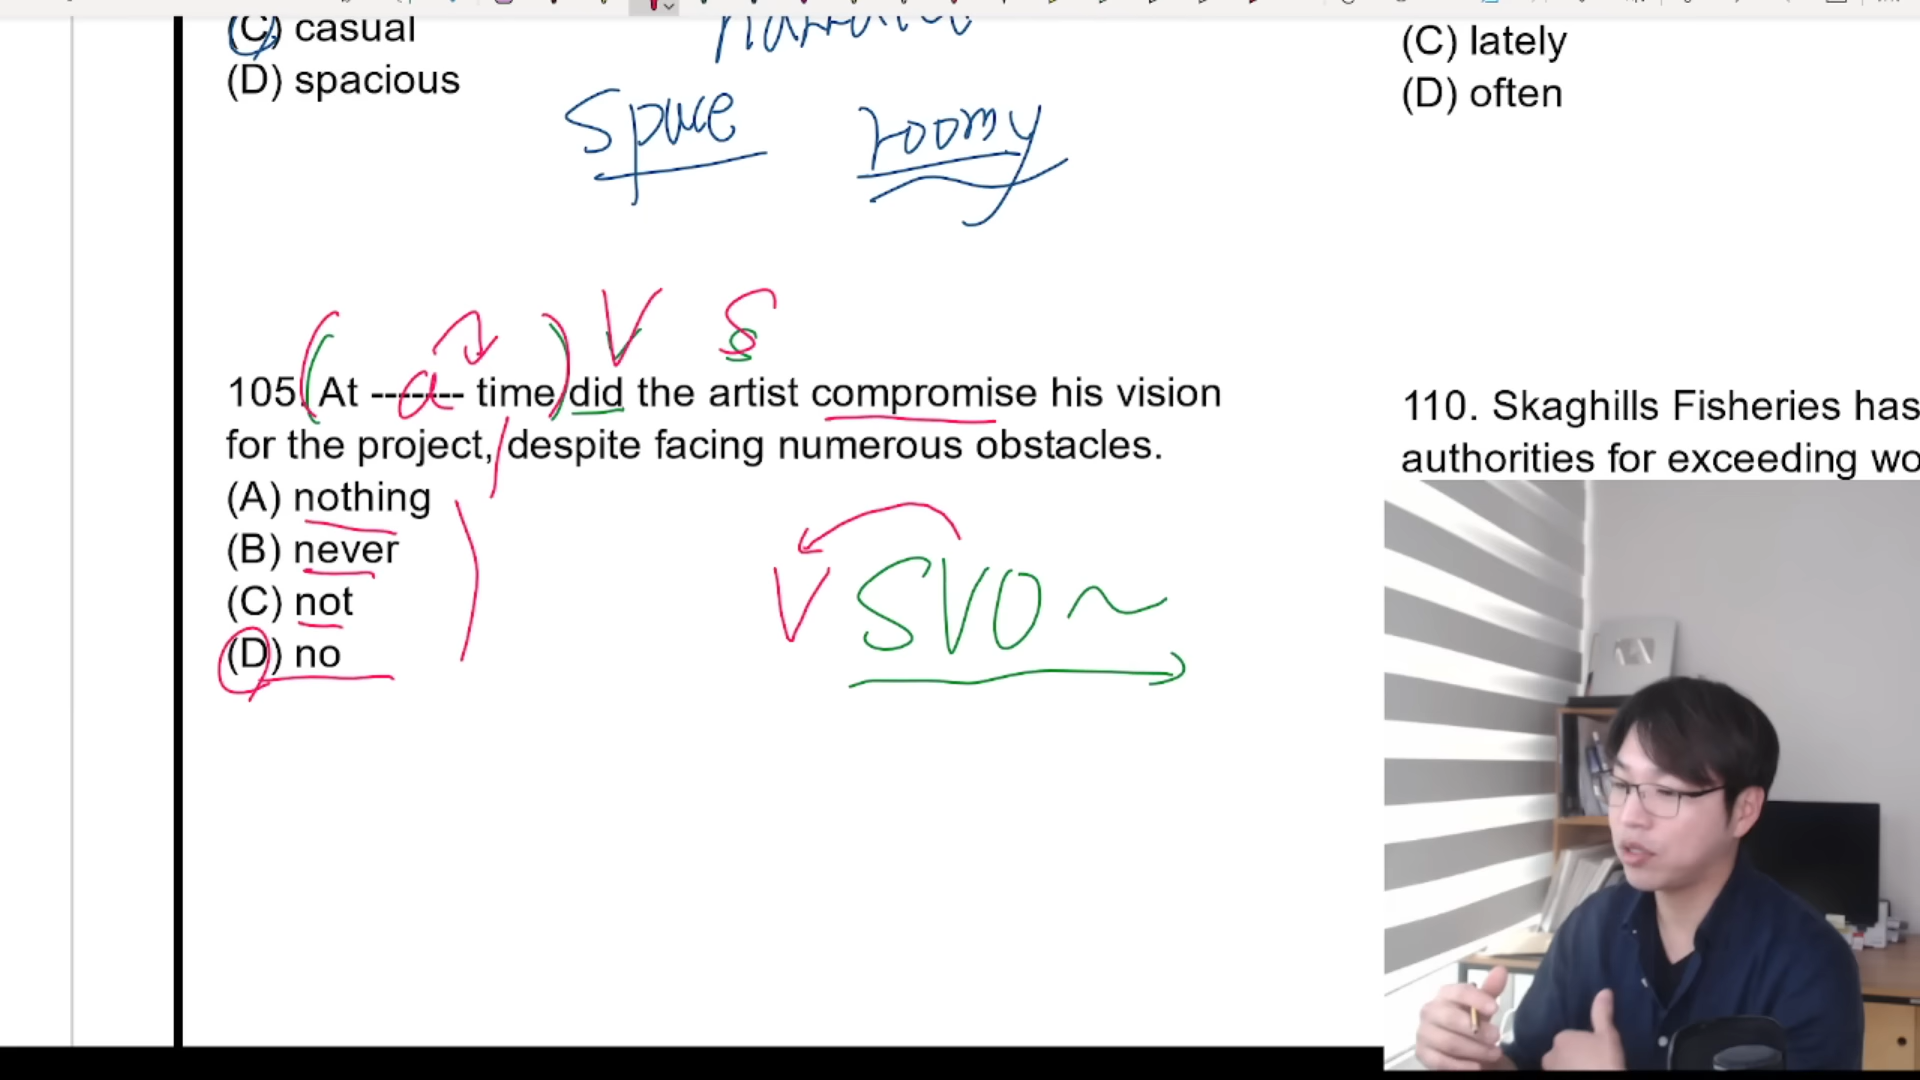 (C) casual
(D) spacious
Space roomy
V S
105. At ------- time did the artist compromise his vision
a
for the project, despite facing numerous obstacles.
(A) nothing
(B) never
(C) not
(D) no
V SVO ~
(C) lately
(D) often
110. Skaghills Fisheries has
authorities for exceeding wo